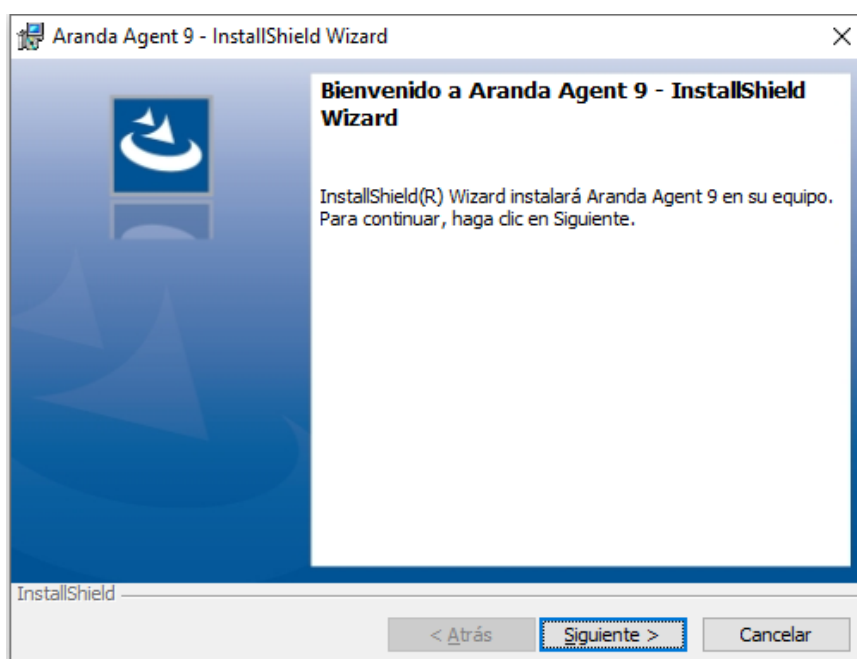 Aranda Agent 9 - InstallShield Wizard
Bienvenido a Aranda Agent 9 - InstallShield
Wizard
InstallShield(R) Wizard instalará Aranda Agent 9 en su equipo.
Para continuar, haga clic en Siguiente.
InstallShield
< Atrás
Siguiente >
Cancelar